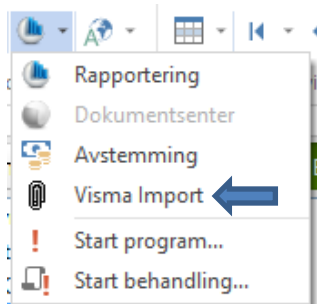 Rapportering
Dokumentsenter
Avstemming
Visma Import
Start program...
Start behandling...